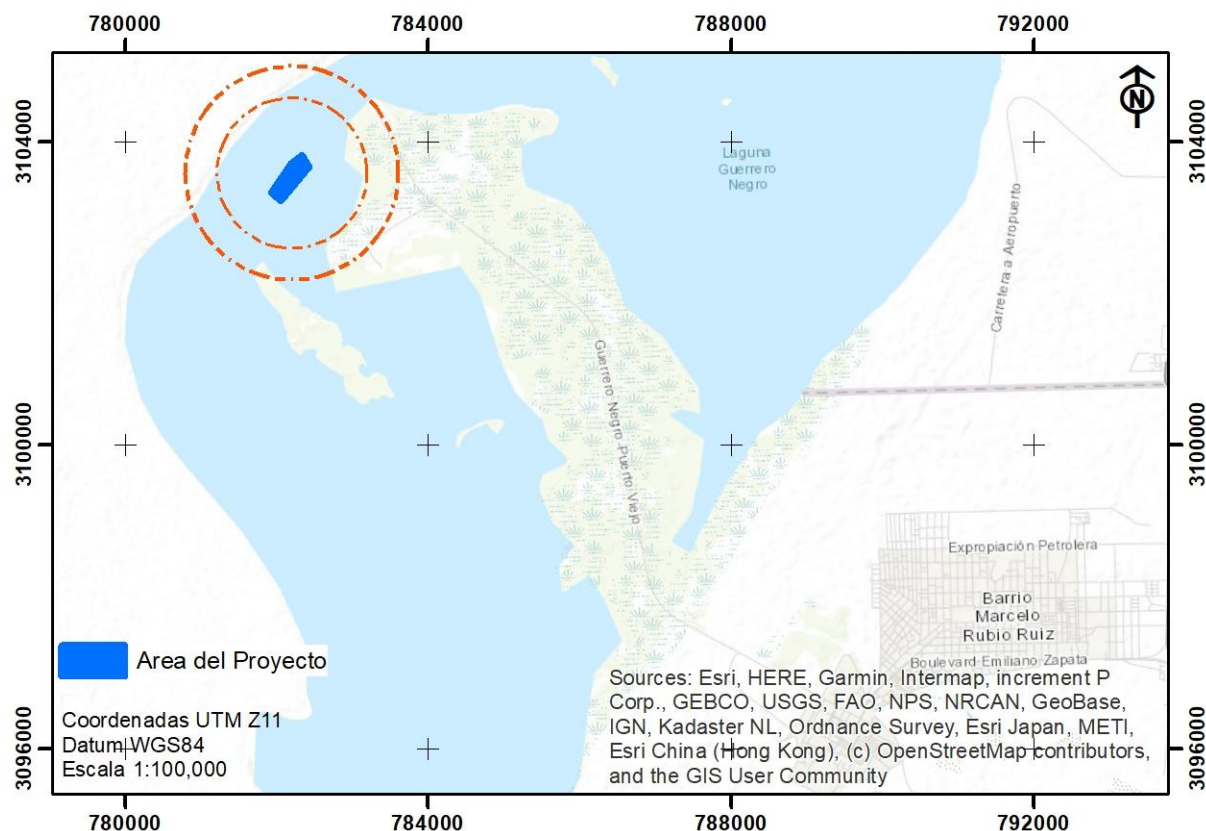 780000 784000 788000 792000
3104000
3104000
N
Laguna
Guerrero
Negro
Carretera a Aeropuerto
Guerrero Negro-Puerto Viejo
3100000
3100000
Expropiación Petrolera
Barrio
Marcelo
Rubio Ruiz
Boulevard Emiliano Zapata
Area del Proyecto
Coordenadas UTM Z11
Datum WGS84
Escala 1:100,000
Sources: Esri, HERE, Garmin, Intermap, increment P
Corp., GEBCO, USGS, FAO, NPS, NRCAN, GeoBase,
IGN, Kadaster NL, Ordnance Survey, Esri Japan, METI,
Esri China (Hong Kong), (c) OpenStreetMap contributors,
and the GIS User Community
3096000
3096000
780000 784000 788000 792000